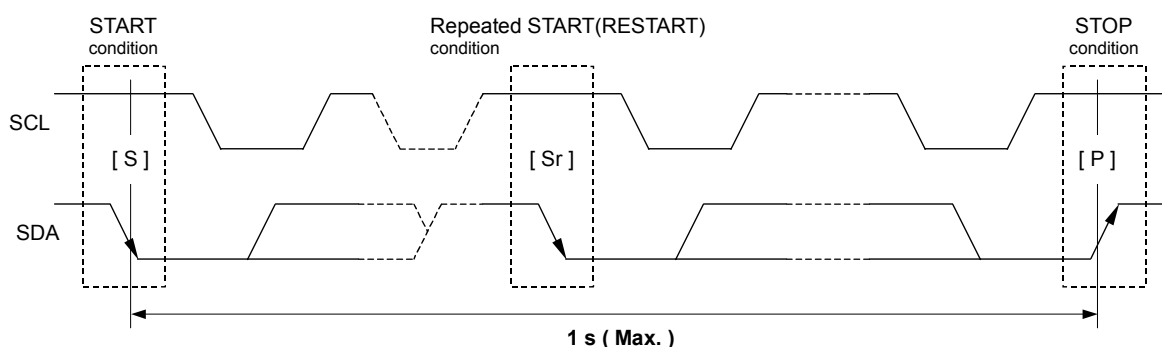 START
condition
Repeated START(RESTART)
condition
STOP
condition
SCL
[ S ]
[ Sr ]
[ P ]
SDA
1 s ( Max. )